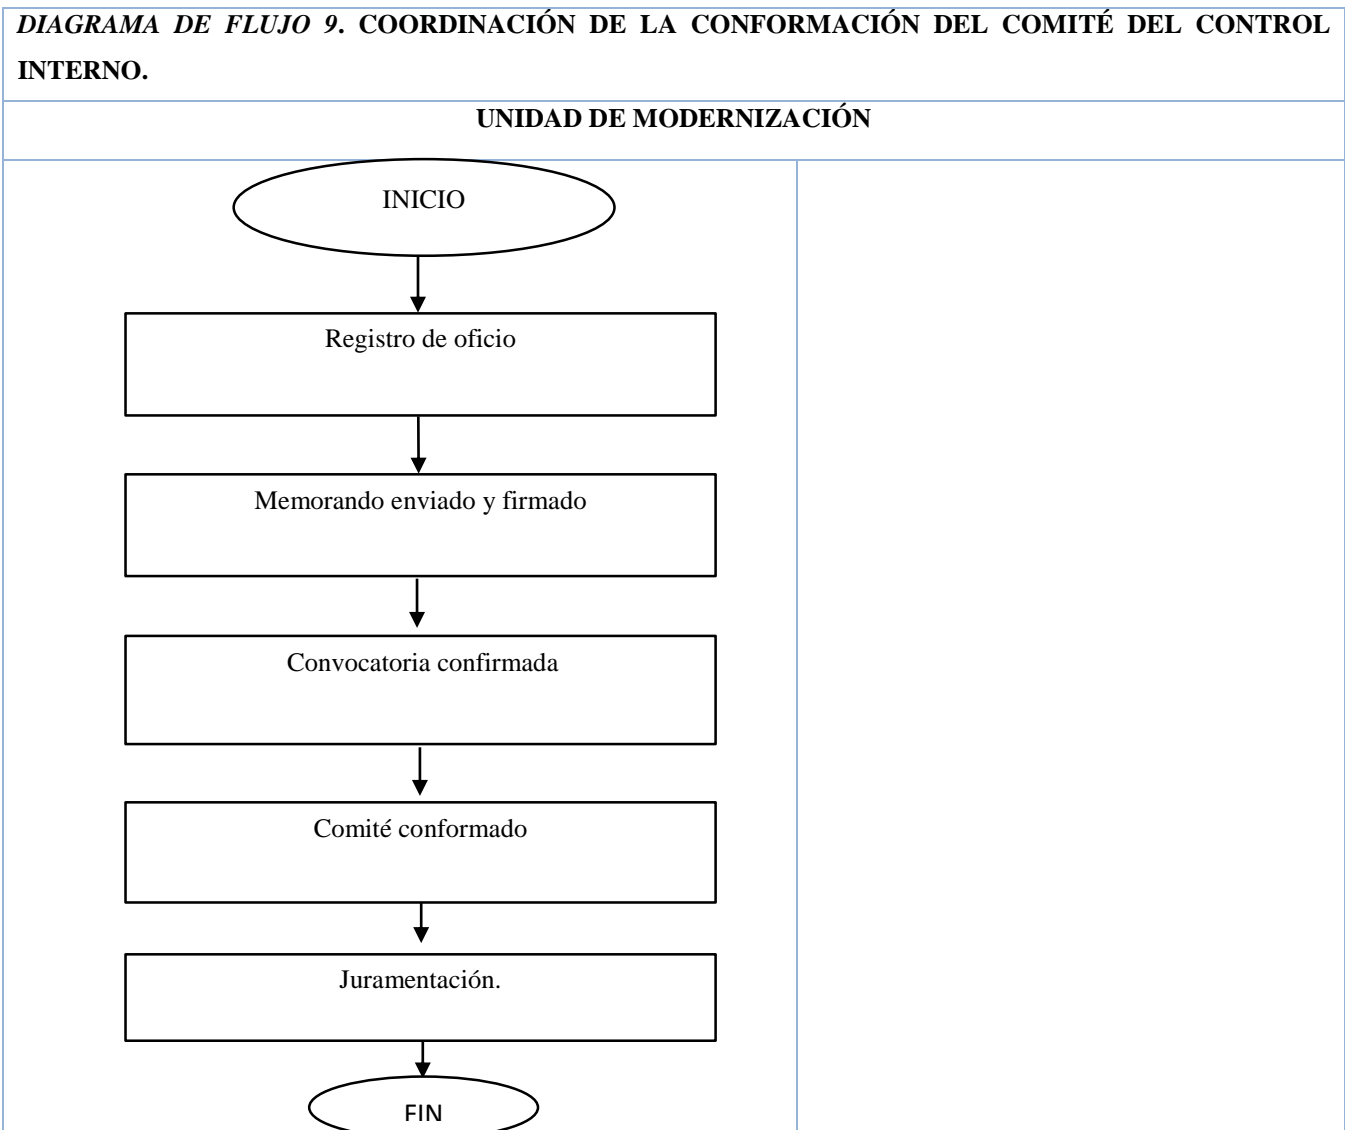 DIAGRAMA DE FLUJO 9. COORDINACIÓN DE LA CONFORMACIÓN DEL COMITÉ DEL CONTROL
INTERNO.
UNIDAD DE MODERNIZACIÓN
INICIO
Registro de oficio
Memorando enviado y firmado
Convocatoria confirmada
Comité conformado
Juramentación.
FIN